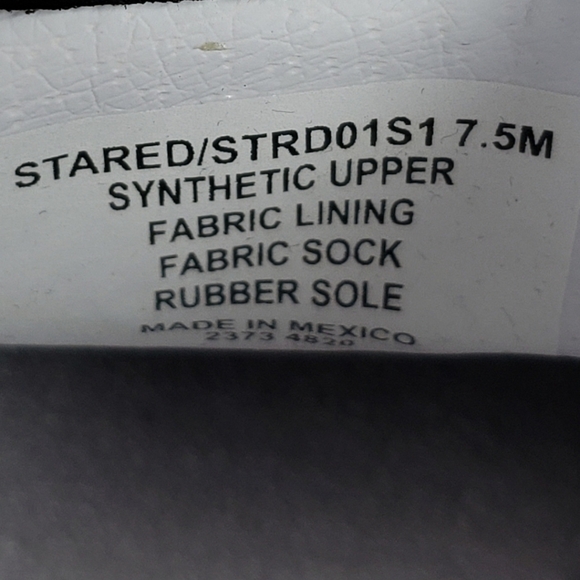 STARED/STRD01S1 7.5M
SYNTHETIC UPPER
FABRIC LINING
FABRIC SOCK
RUBBER SOLE
MADE IN MEXICO
2373 4820